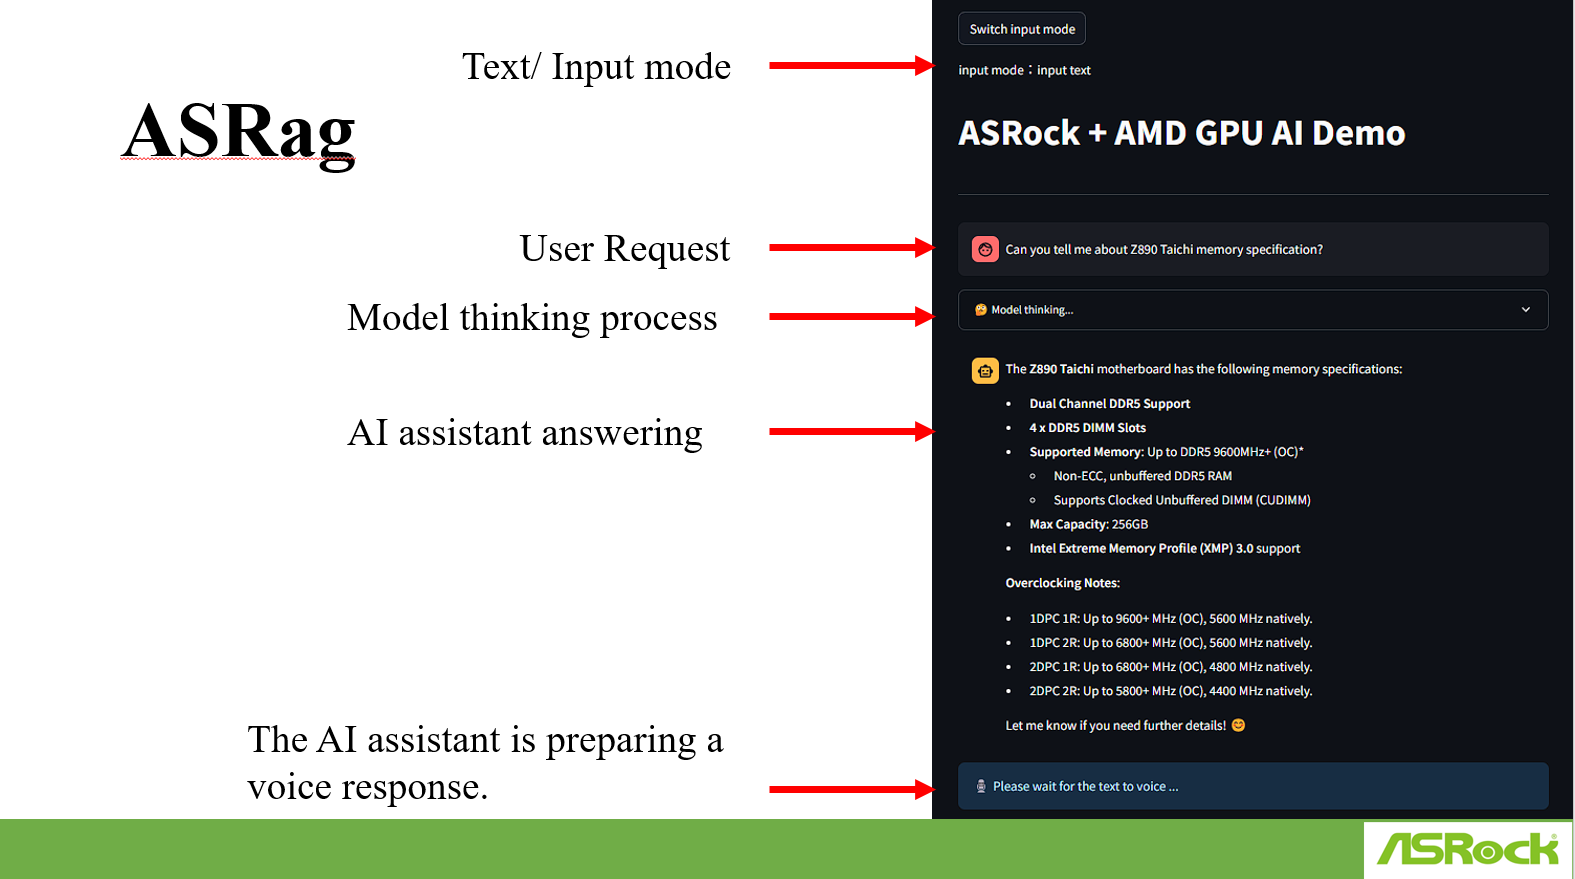 ASRag
Text/ Input mode
User Request
Model thinking process
AI assistant answering
The AI assistant is preparing a
voice response.
Switch input mode
input mode：input text
ASRock + AMD GPU AI Demo
Can you tell me about Z890 Taichi memory specification?
🤔 Model thinking...
The Z890 Taichi motherboard has the following memory specifications:
• Dual Channel DDR5 Support
• 4 x DDR5 DIMM Slots
• Supported Memory: Up to DDR5 9600MHz+ (OC)*
◦ Non-ECC, unbuffered DDR5 RAM
◦ Supports Clocked Unbuffered DIMM (CUDIMM)
• Max Capacity: 256GB
• Intel Extreme Memory Profile (XMP) 3.0 support
Overclocking Notes:
• 1DPC 1R: Up to 9600+ MHz (OC), 5600 MHz natively.
• 1DPC 2R: Up to 6800+ MHz (OC), 5600 MHz natively.
• 2DPC 1R: Up to 6800+ MHz (OC), 4800 MHz natively.
• 2DPC 2R: Up to 5800+ MHz (OC), 4400 MHz natively.
Let me know if you need further details! 😊
🎙️ Please wait for the text to voice ...
ASRock